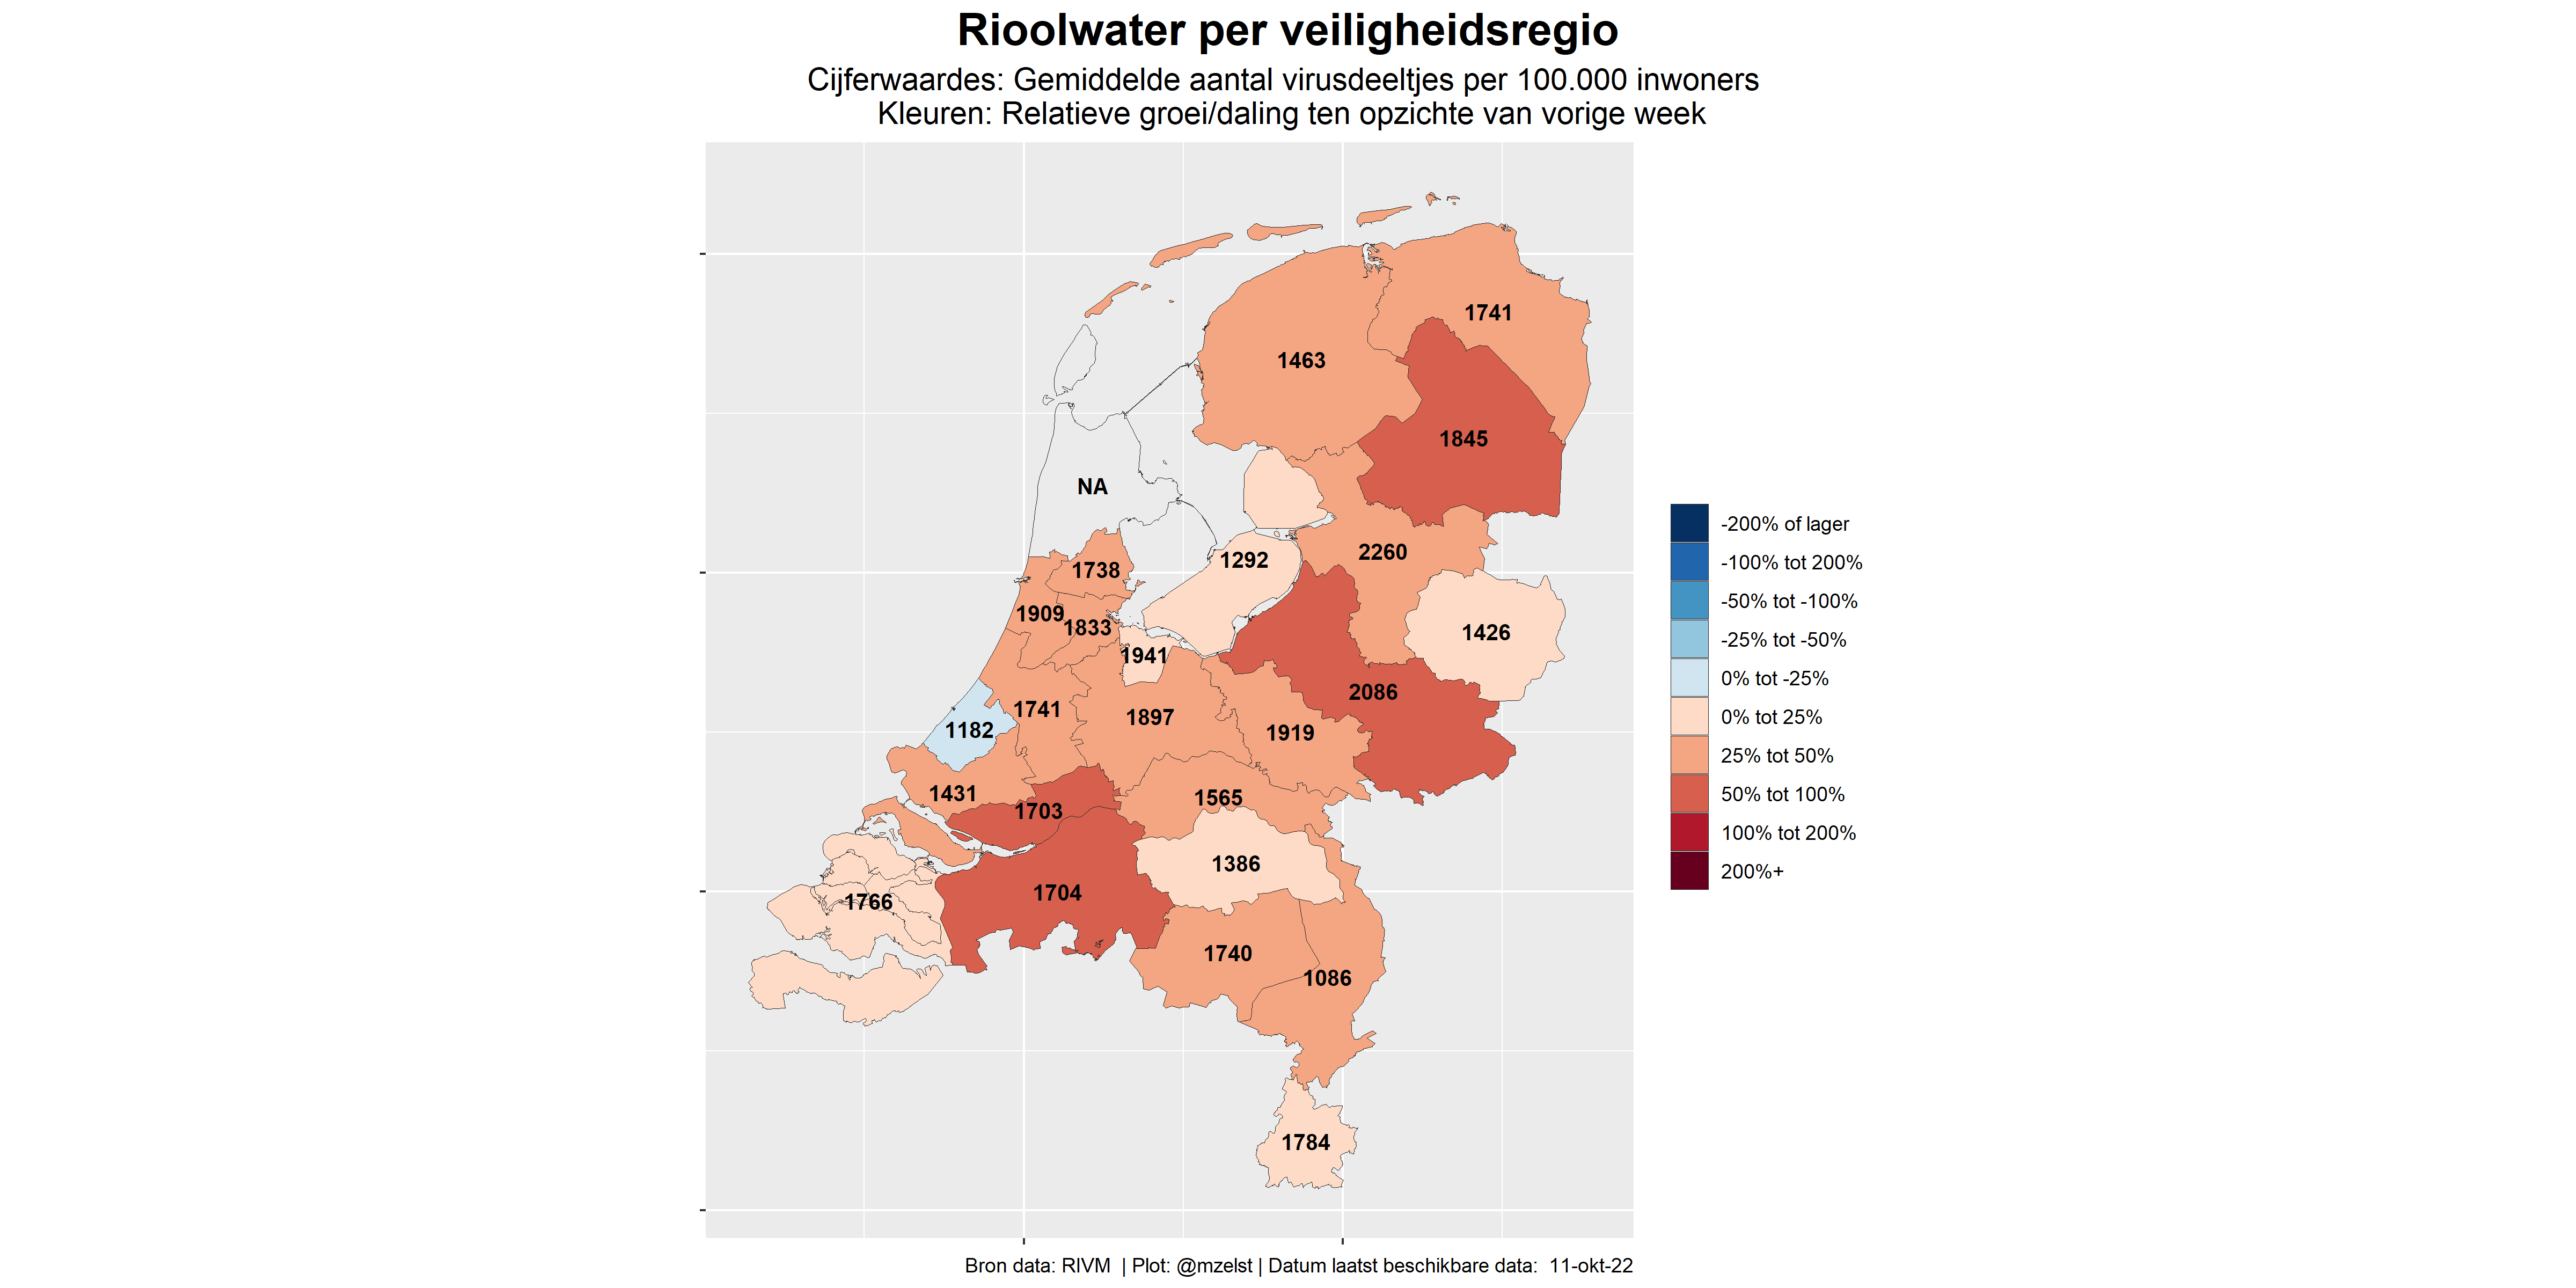 Rioolwater per veiligheidsregio
Cijferwaardes: Gemiddelde aantal virusdeeltjes per 100.000 inwoners
Kleuren: Relatieve groei/daling ten opzichte van vorige week
1741
1463
1845
NA
2260
1292
1738
1909
1833
1426
1941
2086
1741
1897
1182
1919
1431
1565
1703
1386
1704
1766
1740
1086
1784
-200% of lager
-100% tot 200%
-50% tot -100%
-25% tot -50%
0% tot -25%
0% tot 25%
25% tot 50%
50% tot 100%
100% tot 200%
200%+
Bron data: RIVM | Plot: @mzelst | Datum laatst beschikbare data: 11-okt-22